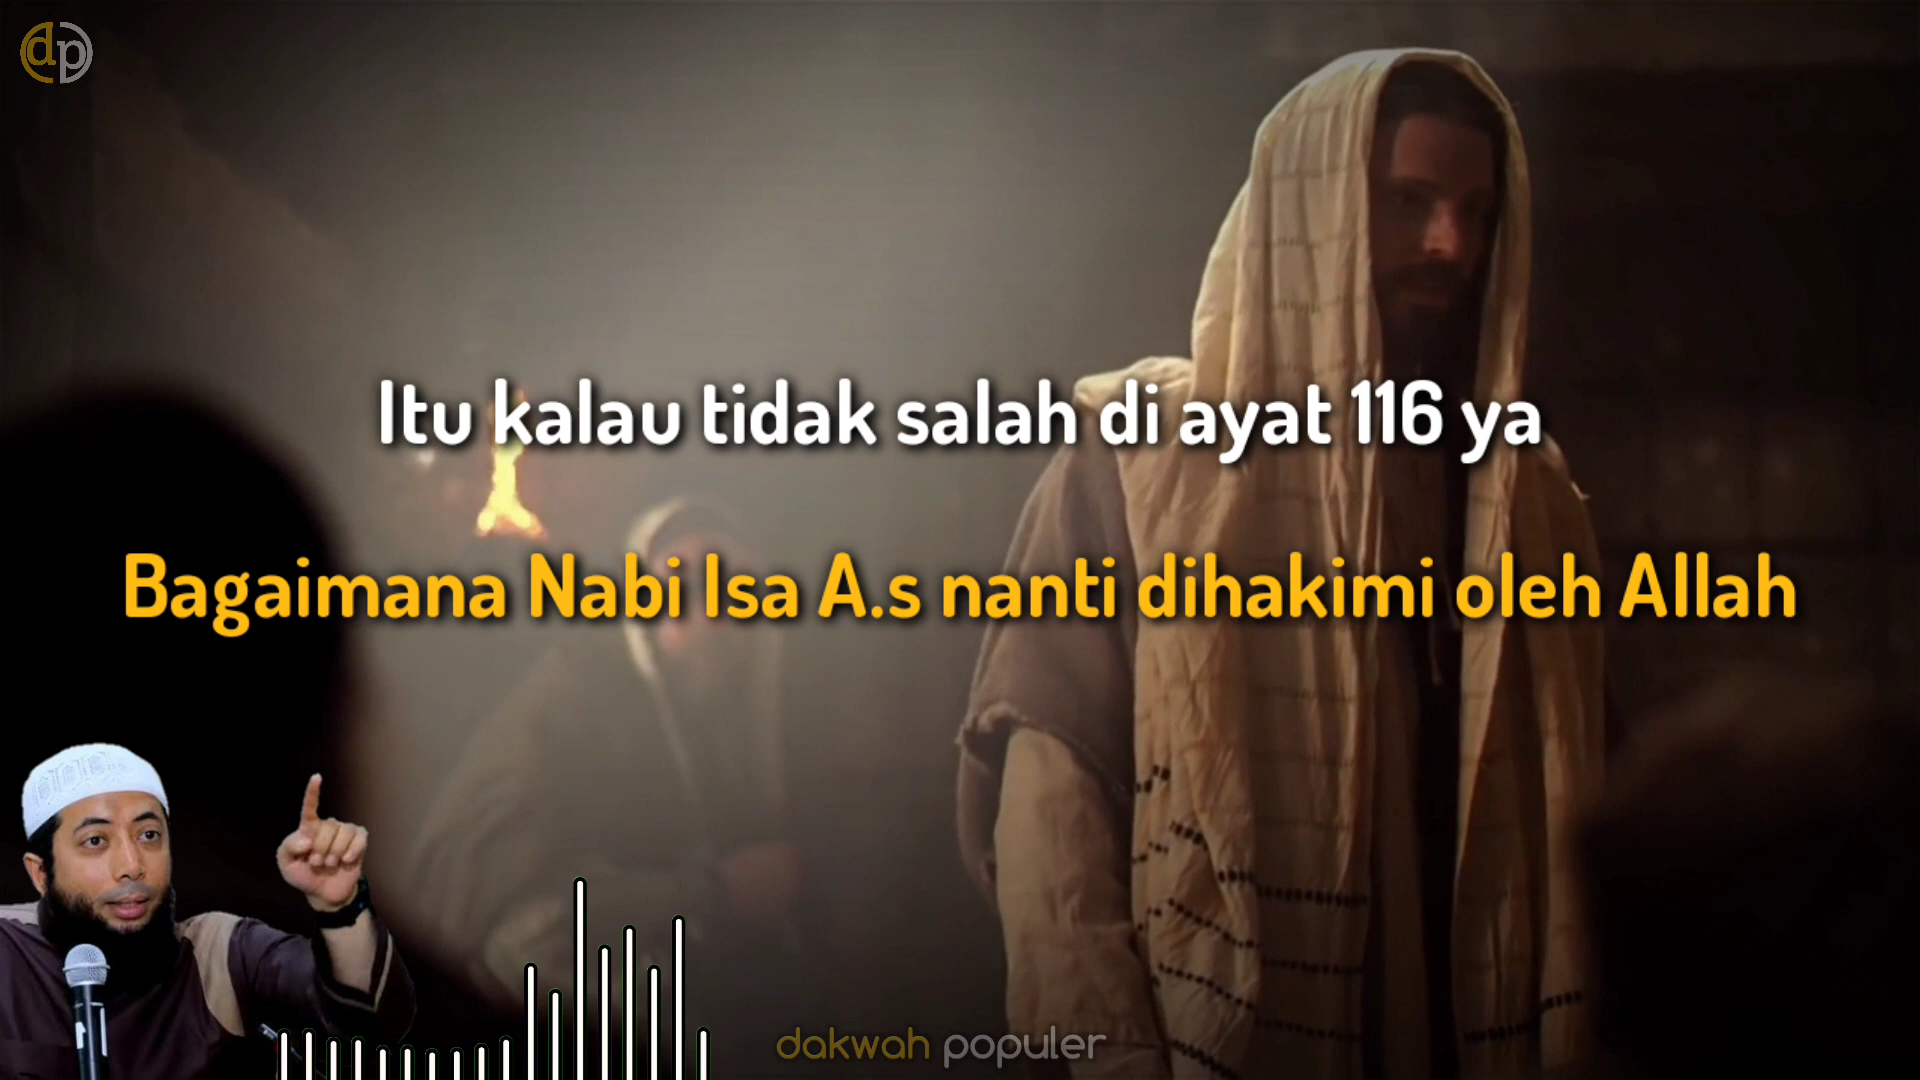 dp
Itu kalau tidak salah di ayat 116 ya
Bagaimana Nabi Isa A.s nanti dihakimi oleh Allah
dakwah populer